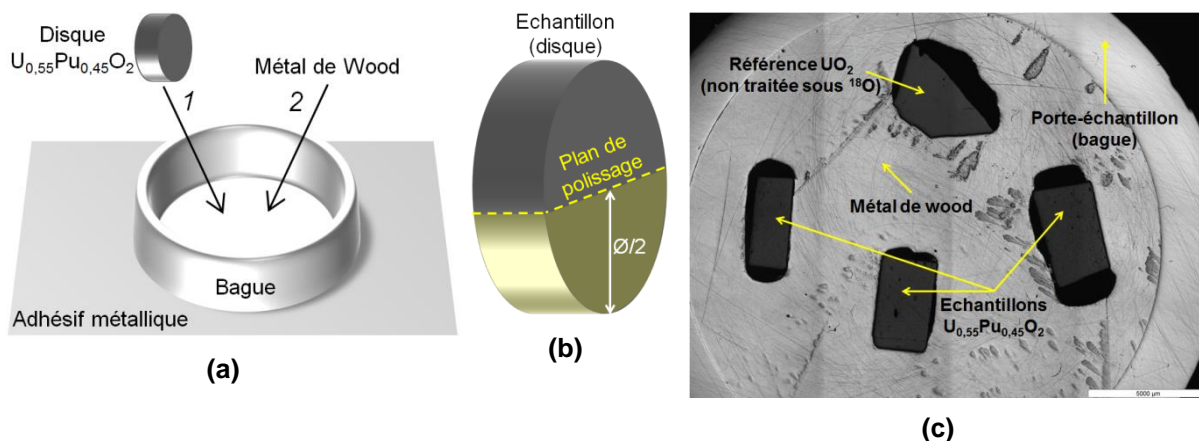 Disque
U0,55Pu0,45O2
1
2
Métal de Wood
Bague
Adhésif métallique
(a)
Echantillon
(disque)
Plan de
polissage
Ø/2
(b)
Référence UO2
(non traitée sous 18O)
Porte-échantillon
(bague)
Métal de wood
Echantillons
U0,55Pu0,45O2
5000 µm
(c)